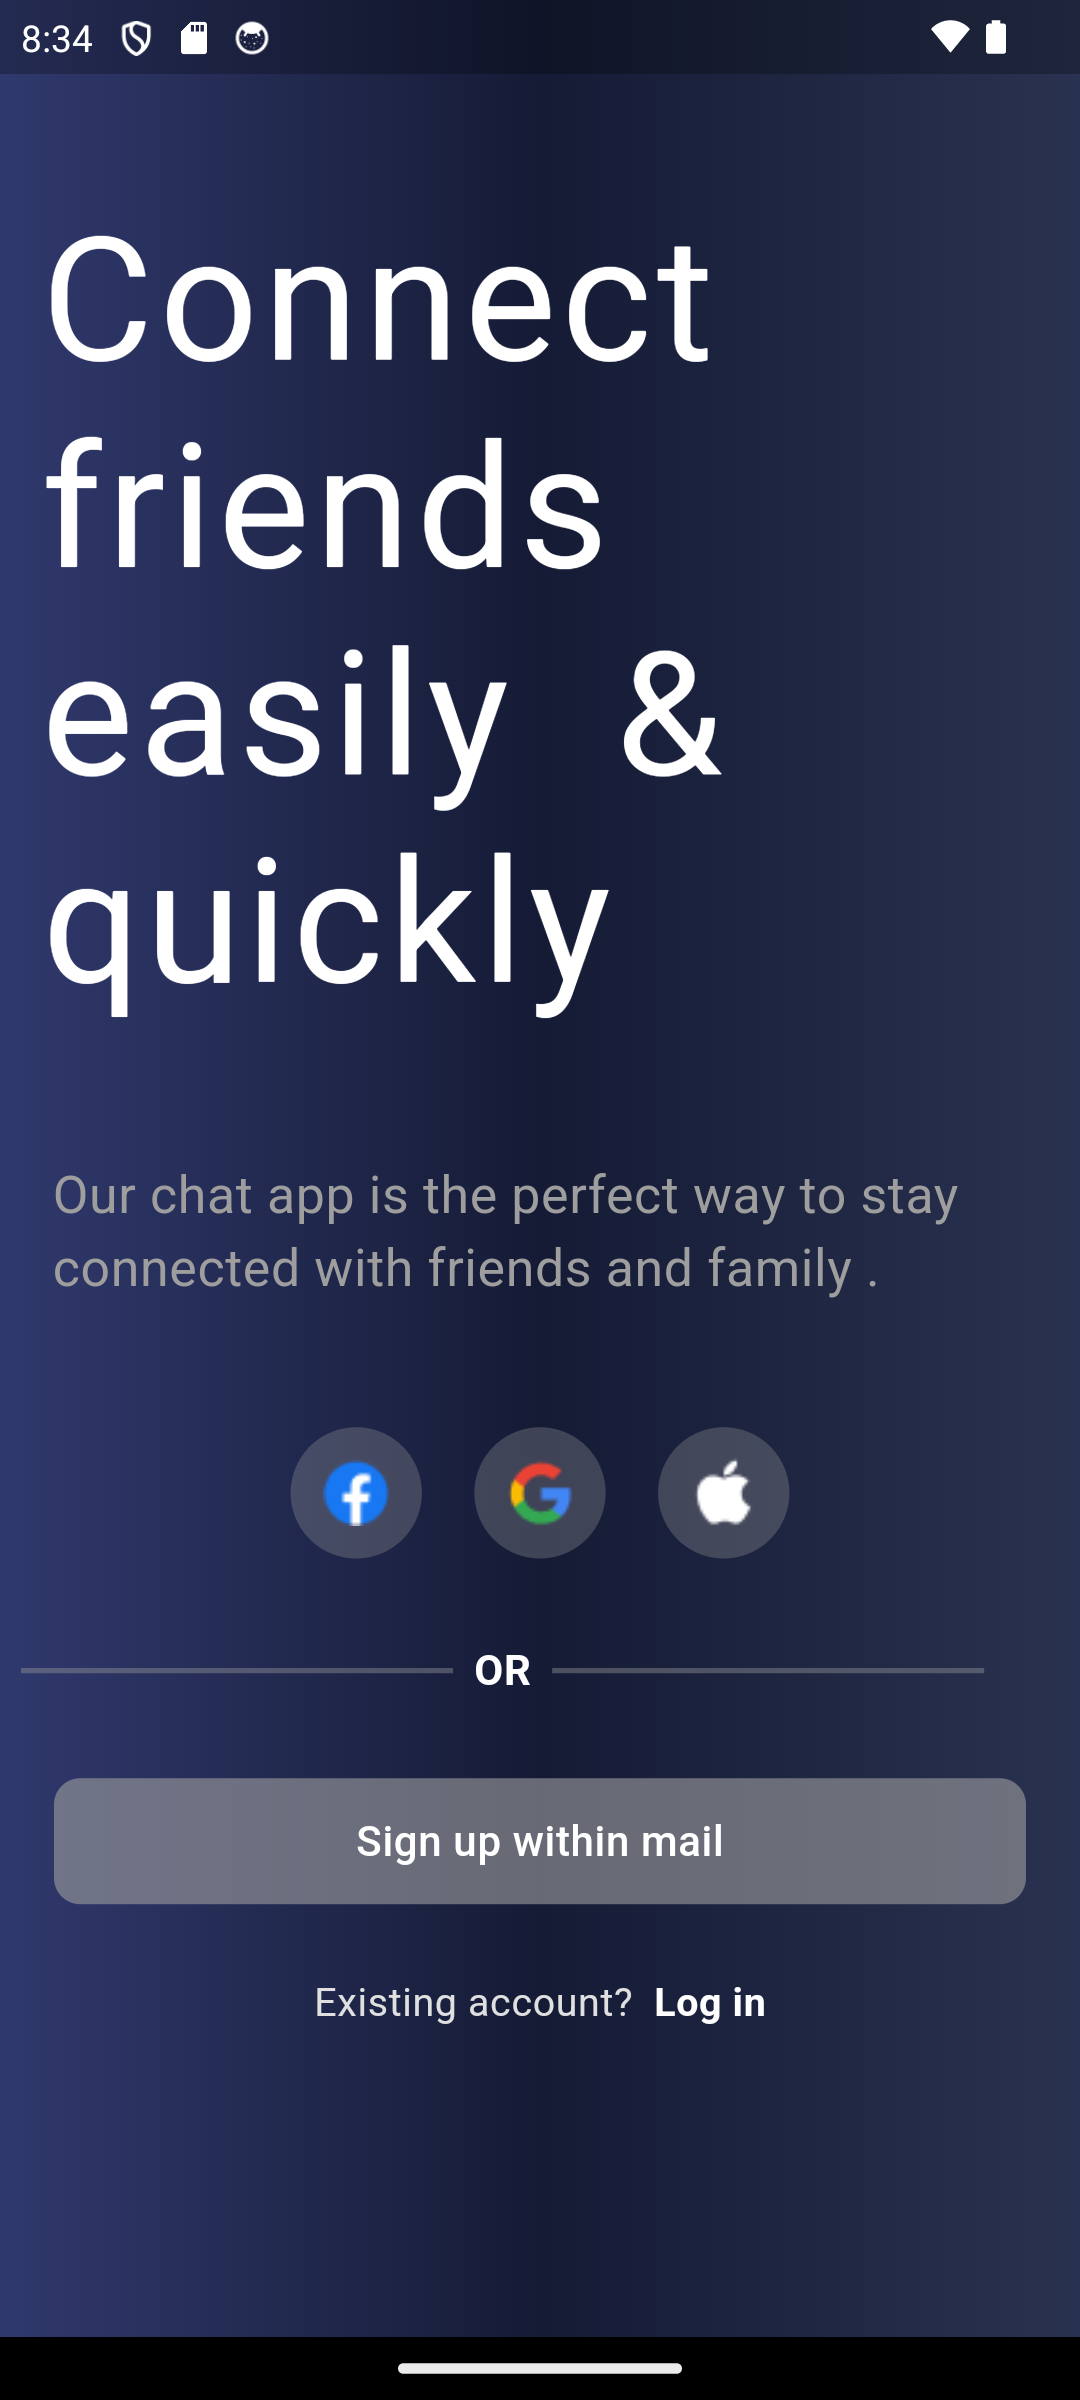 8:34
Connect
friends
easily &
quickly
Our chat app is the perfect way to stay
connected with friends and family .
OR
Sign up within mail
Existing account? Log in